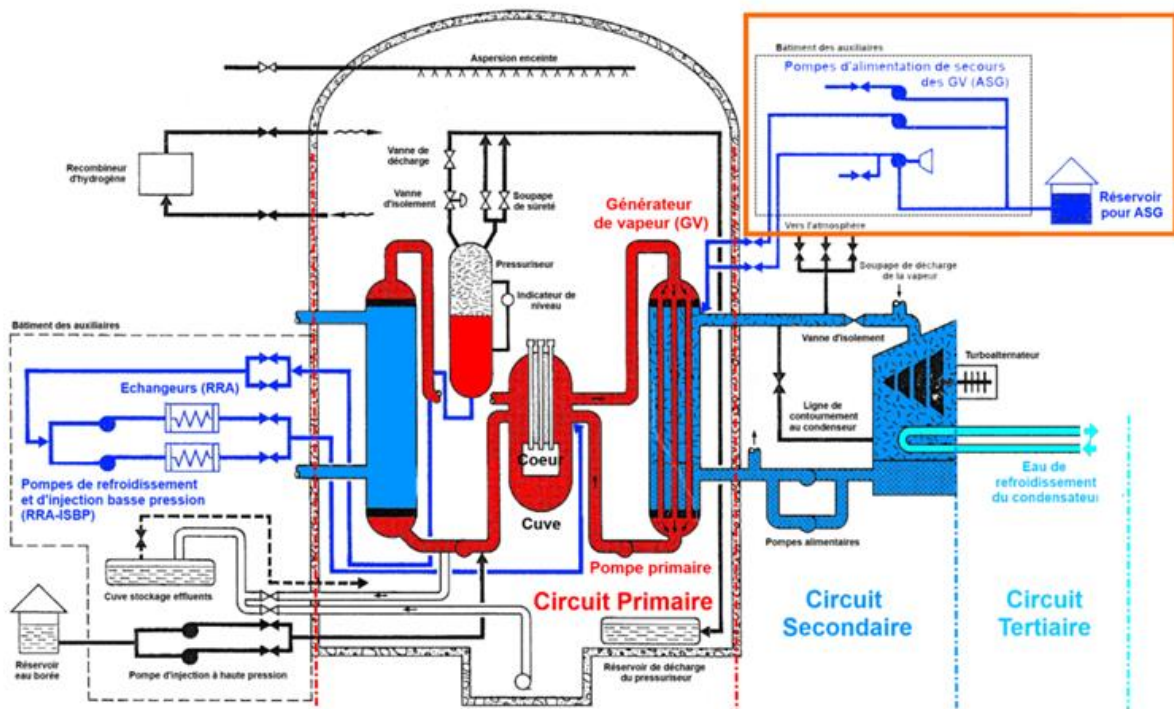 Aspersion enceinte
Bâtiment des auxiliaires
Pompes d'alimentation de secours
des GV (ASG)
Réservoir
pour ASG
Recombineur
d'hydrogène
Vanne de
décharge
Vanne
d'isolement
Soupape
de sûreté
Générateur
de vapeur (GV)
Vers l'atmosphère
Soupape de décharge
de la vapeur
Pressuriseur
Indicateur de
niveau
Bâtiment des auxiliaires
Vanne d'isolement
Turboalternateur
Echangeurs (RRA)
Ligne de
contournement
au condenseur
Coeur
Cuve
Eau de
refroidissement
du condensateur
Pompes de refroidissement
et d'injection basse pression
(RRA-ISBP)
Pompes alimentaires
Pompe primaire
Cuve stockage effluents
Circuit Primaire
Circuit
Secondaire
Circuit
Tertiaire
Réservoir
eau borée
Pompe d'injection à haute pression
Réservoir de décharge
du pressuriseur